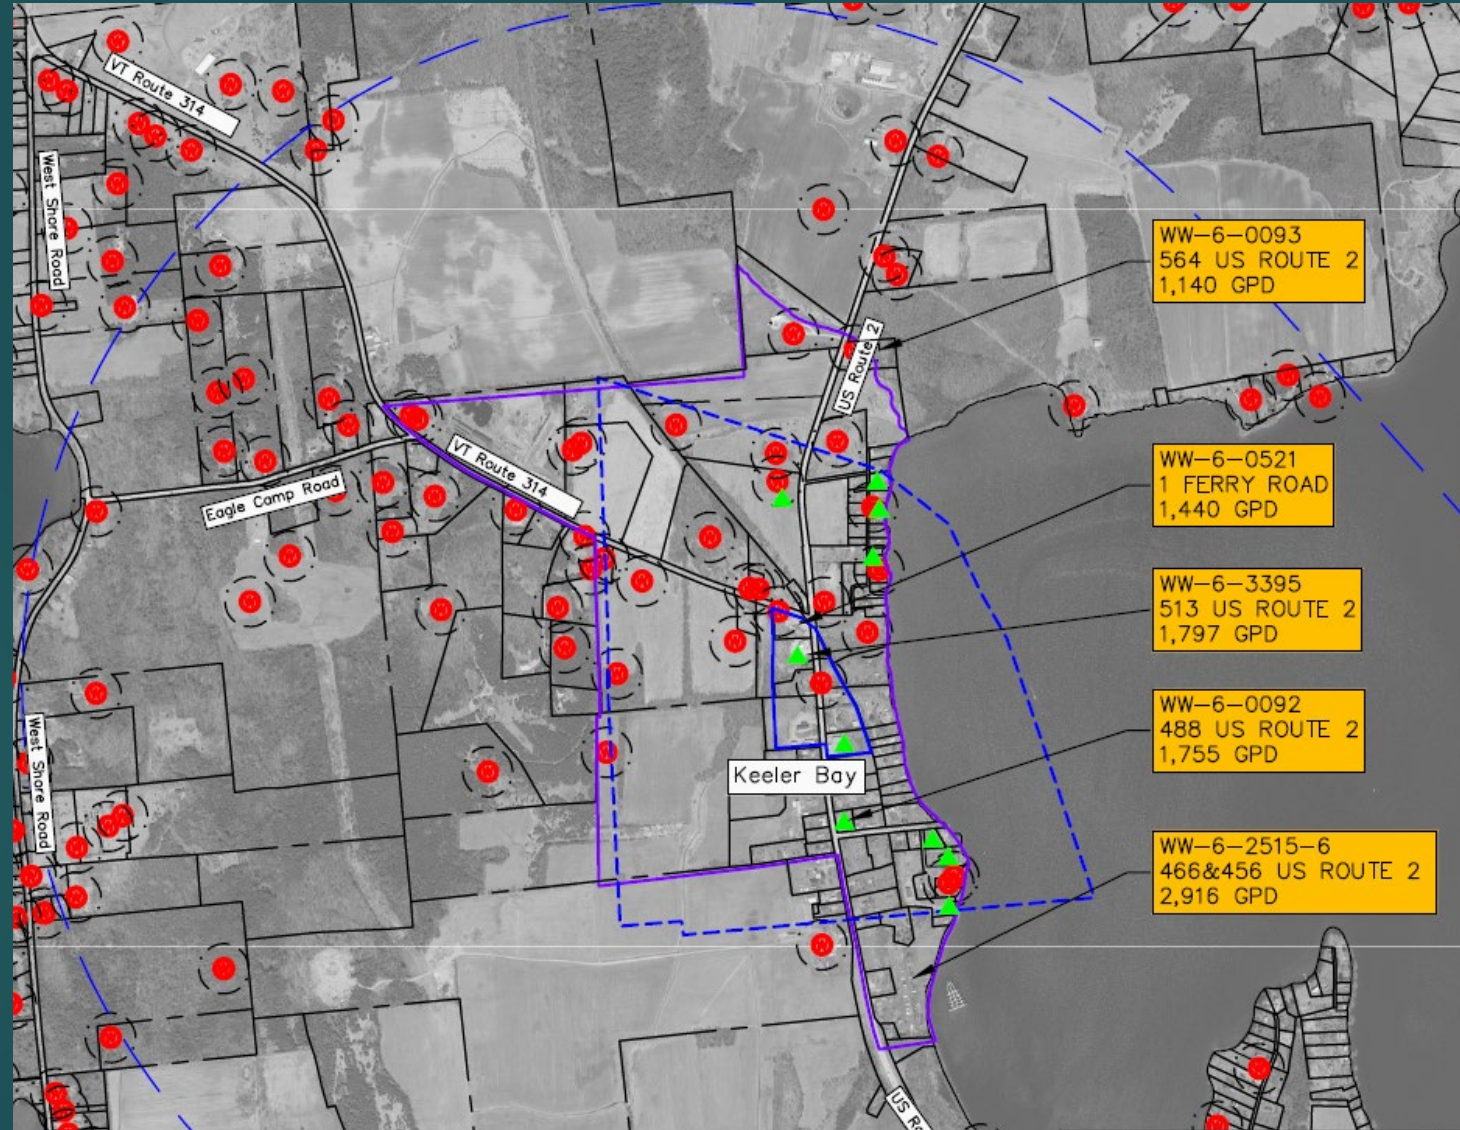 VT Route 314
West Shore Road
WW-6-0093
564 US ROUTE 2
1,140 GPD
US Route 2
VT Route 314
WW-6-0521
1 FERRY ROAD
1,440 GPD
Eagle Camp Road
WW-6-3395
513 US ROUTE 2
1,797 GPD
WW-6-0092
488 US ROUTE 2
1,755 GPD
West Shore Road
Keeler Bay
WW-6-2515-6
466&456 US ROUTE 2
2,916 GPD
US